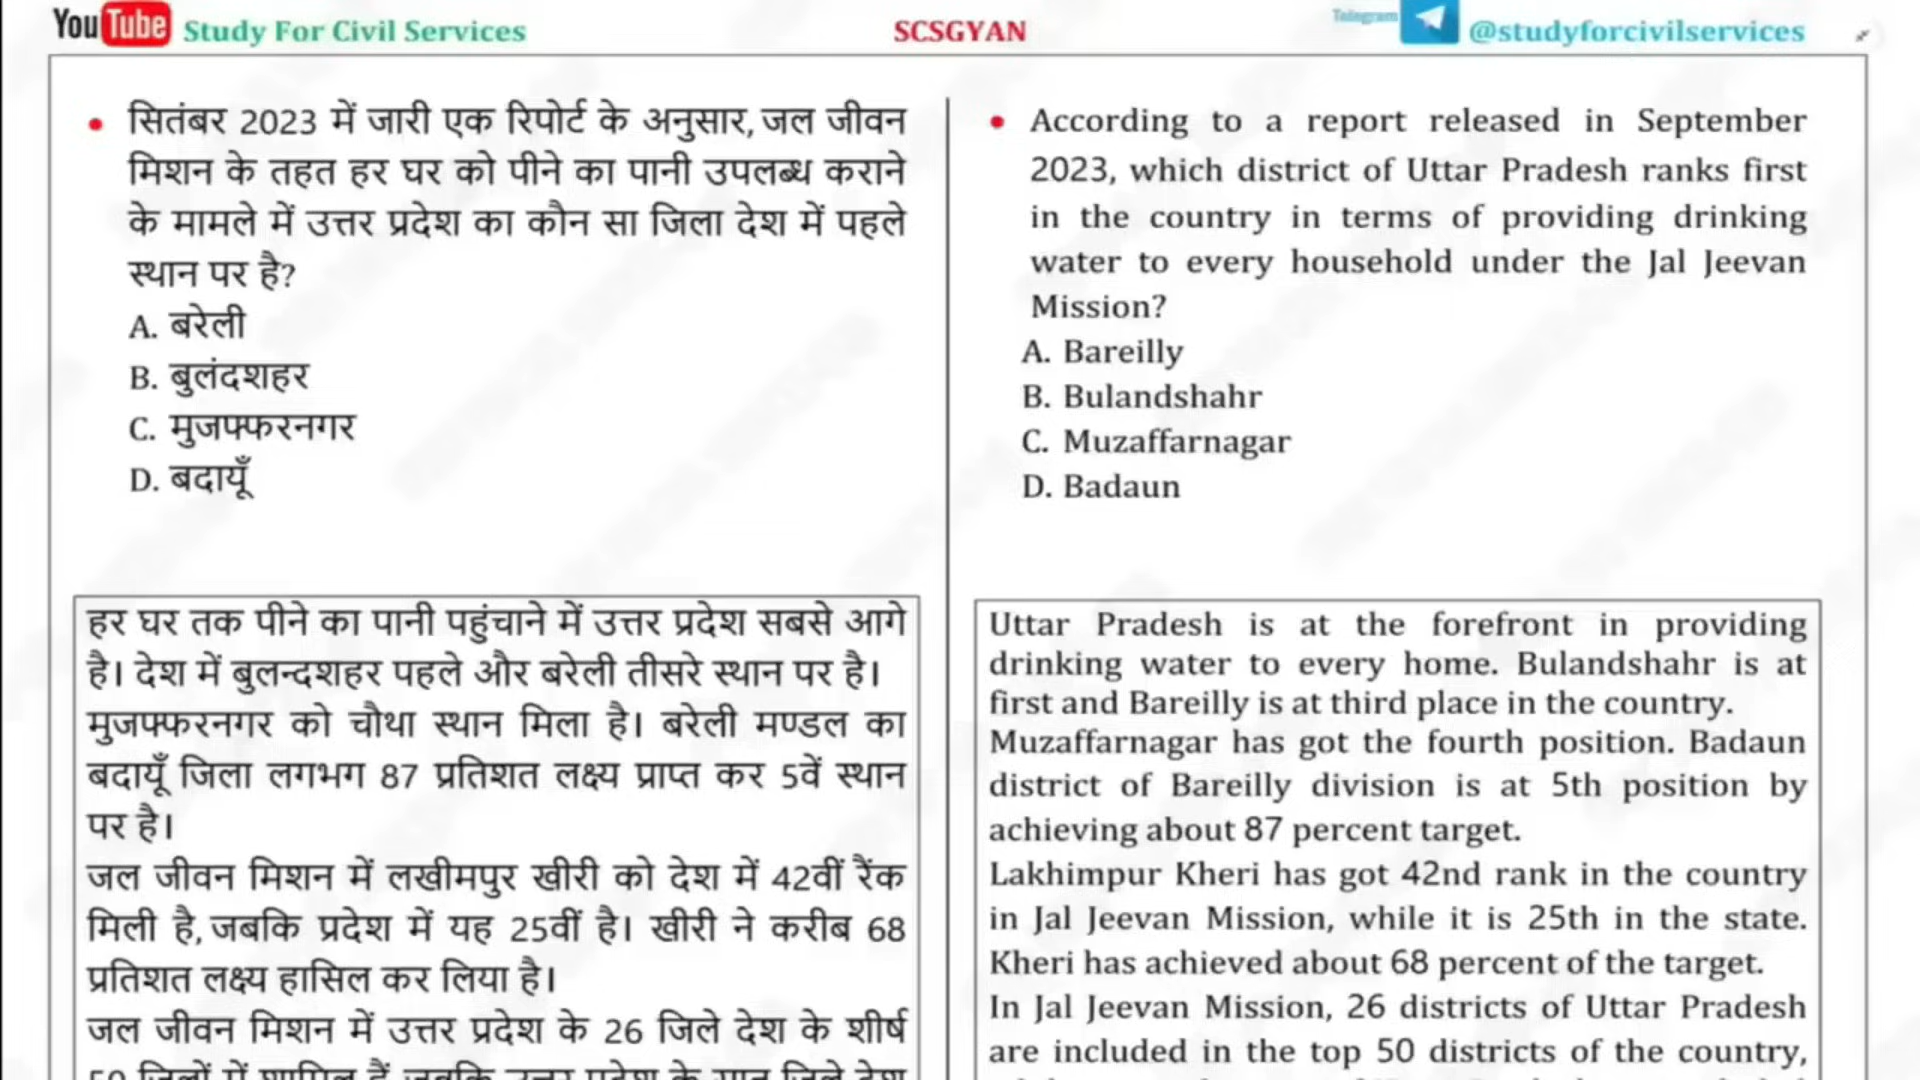 YouTube Study For Civil Services
SCSGYAN
Telegram @studyforcivilservices
• सितंबर 2023 में जारी एक रिपोर्ट के अनुसार, जल जीवन
मिशन के तहत हर घर को पीने का पानी उपलब्ध कराने
के मामले में उत्तर प्रदेश का कौन सा जिला देश में पहले
स्थान पर है?
A. बरेली
B. बुलंदशहर
C. मुजफ्फरनगर
D. बदायूँ
हर घर तक पीने का पानी पहुंचाने में उत्तर प्रदेश सबसे आगे
है। देश में बुलन्दशहर पहले और बरेली तीसरे स्थान पर है।
मुजफ्फरनगर को चौथा स्थान मिला है। बरेली मण्डल का
बदायूँ जिला लगभग 87 प्रतिशत लक्ष्य प्राप्त कर 5वें स्थान
पर है।
जल जीवन मिशन में लखीमपुर खीरी को देश में 42वीं रैंक
मिली है, जबकि प्रदेश में यह 25वीं है। खीरी ने करीब 68
प्रतिशत लक्ष्य हासिल कर लिया है।
जल जीवन मिशन में उत्तर प्रदेश के 26 जिले देश के शीर्ष
• According to a report released in September
2023, which district of Uttar Pradesh ranks first
in the country in terms of providing drinking
water to every household under the Jal Jeevan
Mission?
A. Bareilly
B. Bulandshahr
C. Muzaffarnagar
D. Badaun
Uttar Pradesh is at the forefront in providing
drinking water to every home. Bulandshahr is at
first and Bareilly is at third place in the country.
Muzaffarnagar has got the fourth position. Badaun
district of Bareilly division is at 5th position by
achieving about 87 percent target.
Lakhimpur Kheri has got 42nd rank in the country
in Jal Jeevan Mission, while it is 25th in the state.
Kheri has achieved about 68 percent of the target.
In Jal Jeevan Mission, 26 districts of Uttar Pradesh
are included in the top 50 districts of the country,